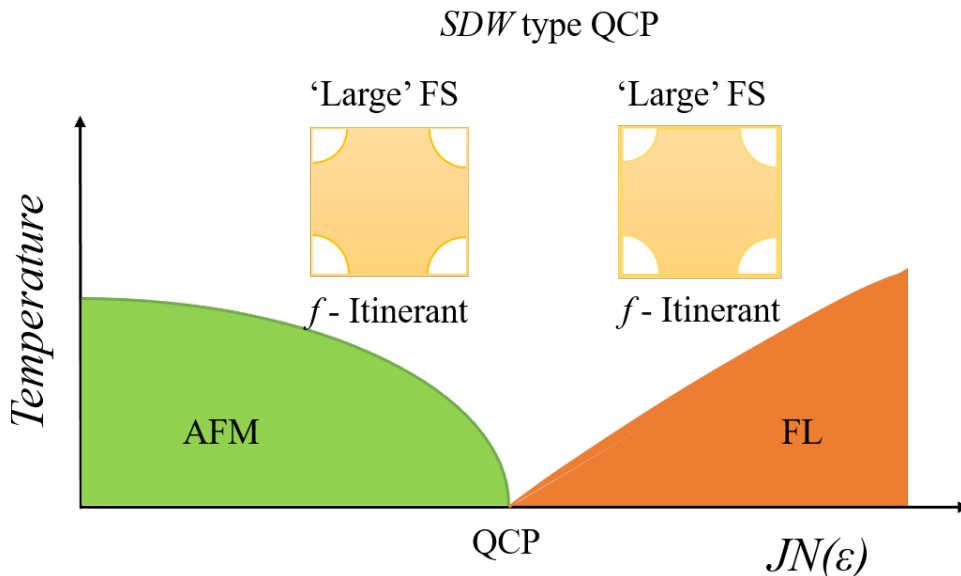 SDW type QCP
‘Large’ FS
‘Large’ FS
f - Itinerant
f - Itinerant
Temperature
AFM
FL
QCP
JN(ε)